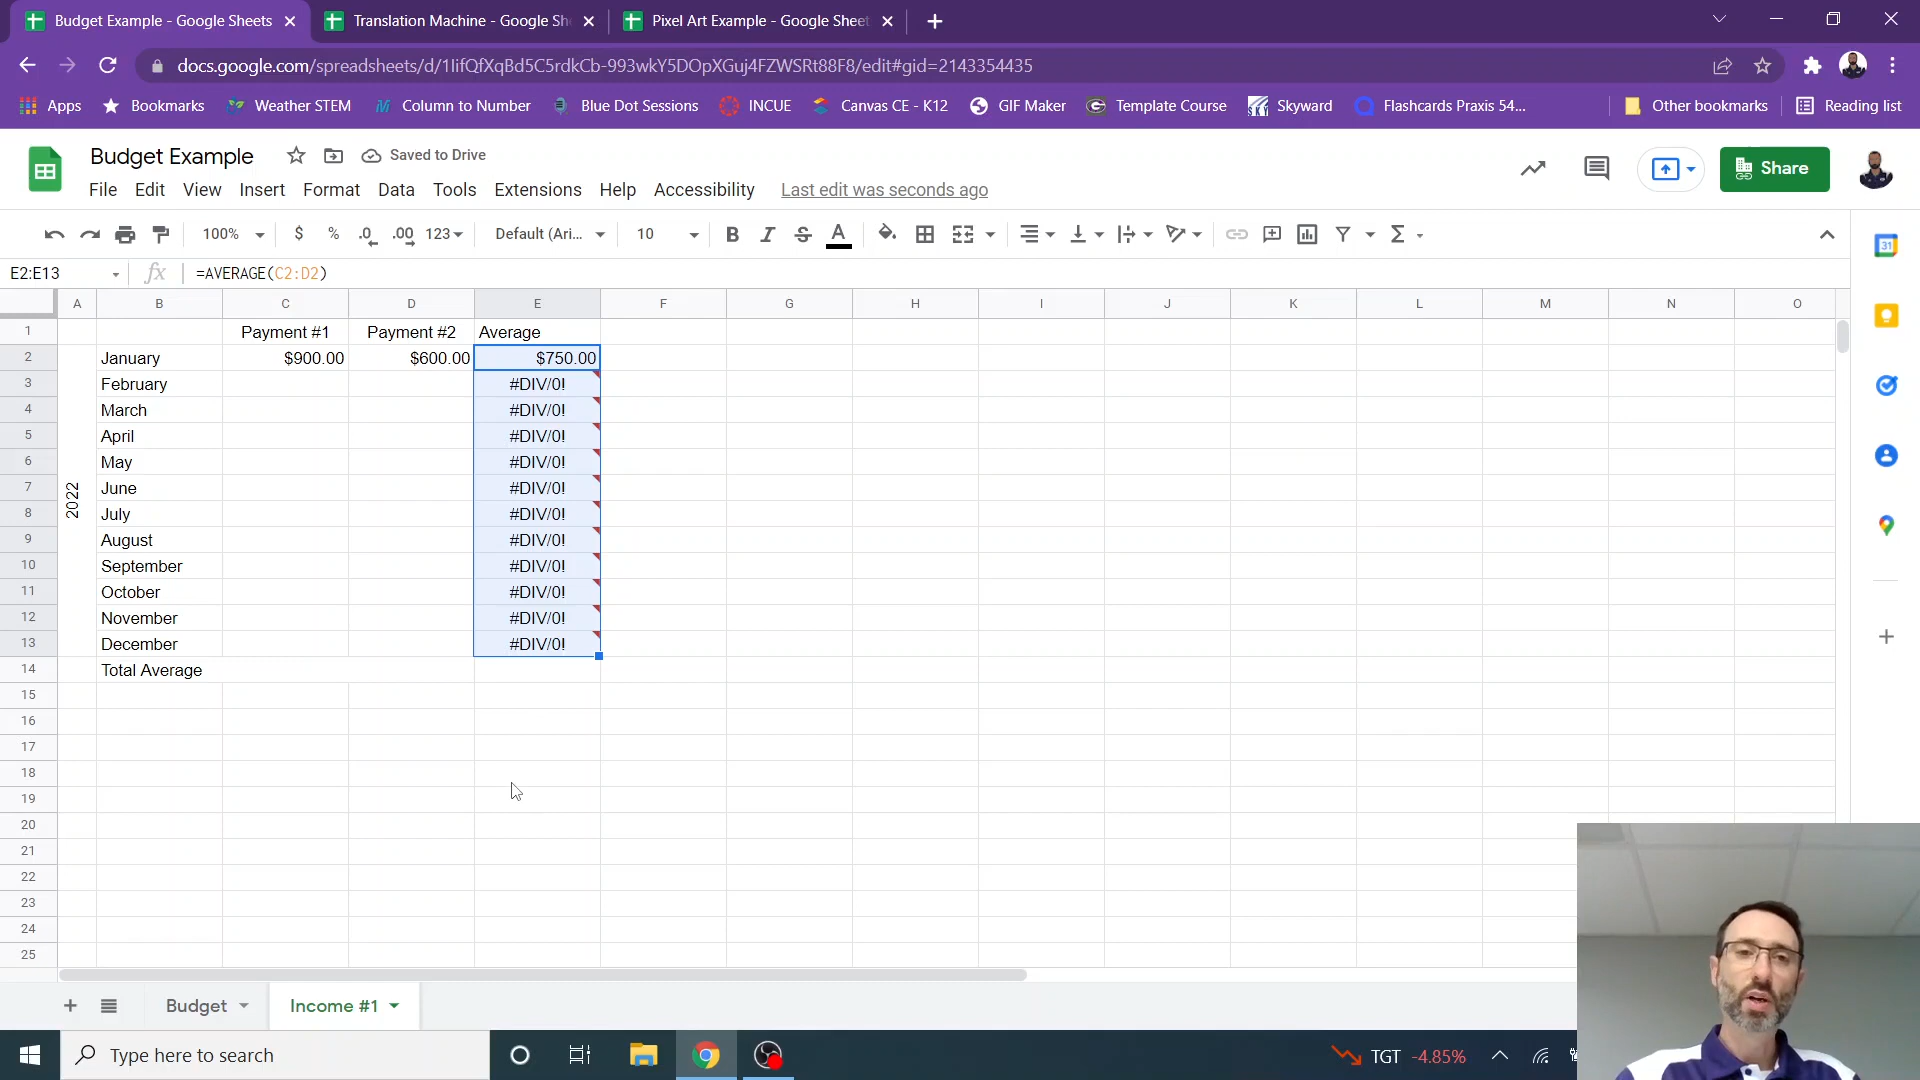 Budget Example - Google Sheets
Translation Machine - Google She
Pixel Art Example - Google Sheet
docs.google.com/spreadsheets/d/1IifQfXqBd5C5rdkCb-993wkY5DOpXGuj4FZWSRt88F8/edit#gid=2143354435
Apps Bookmarks Weather STEM Column to Number Blue Dot Sessions INCUE Canvas CE - K12 GIF Maker Template Course Skyward Flashcards Praxis 54... Other bookmarks Reading list
Budget Example Saved to Drive
Share
File Edit View Insert Format Data Tools Extensions Help Accessibility Last edit was seconds ago
100% $ % .0 .00 123 Default (Ari... 10 B I S A Σ
31
E2:E13 fx =AVERAGE(C2:D2)
A B C D E F G H I J K L M N O
1 Payment #1 Payment #2 Average
2 January $900.00 $600.00 $750.00
3 February #DIV/0!
4 March #DIV/0!
5 April #DIV/0!
6 May #DIV/0!
7 June #DIV/0!
2022
8 July #DIV/0!
9 August #DIV/0!
10 September #DIV/0!
11 October #DIV/0!
12 November #DIV/0!
13 December #DIV/0!
14 Total Average
15
16
17
18
19
20
21
22
23
24
25
Budget Income #1
Type here to search
TGT -4.85%